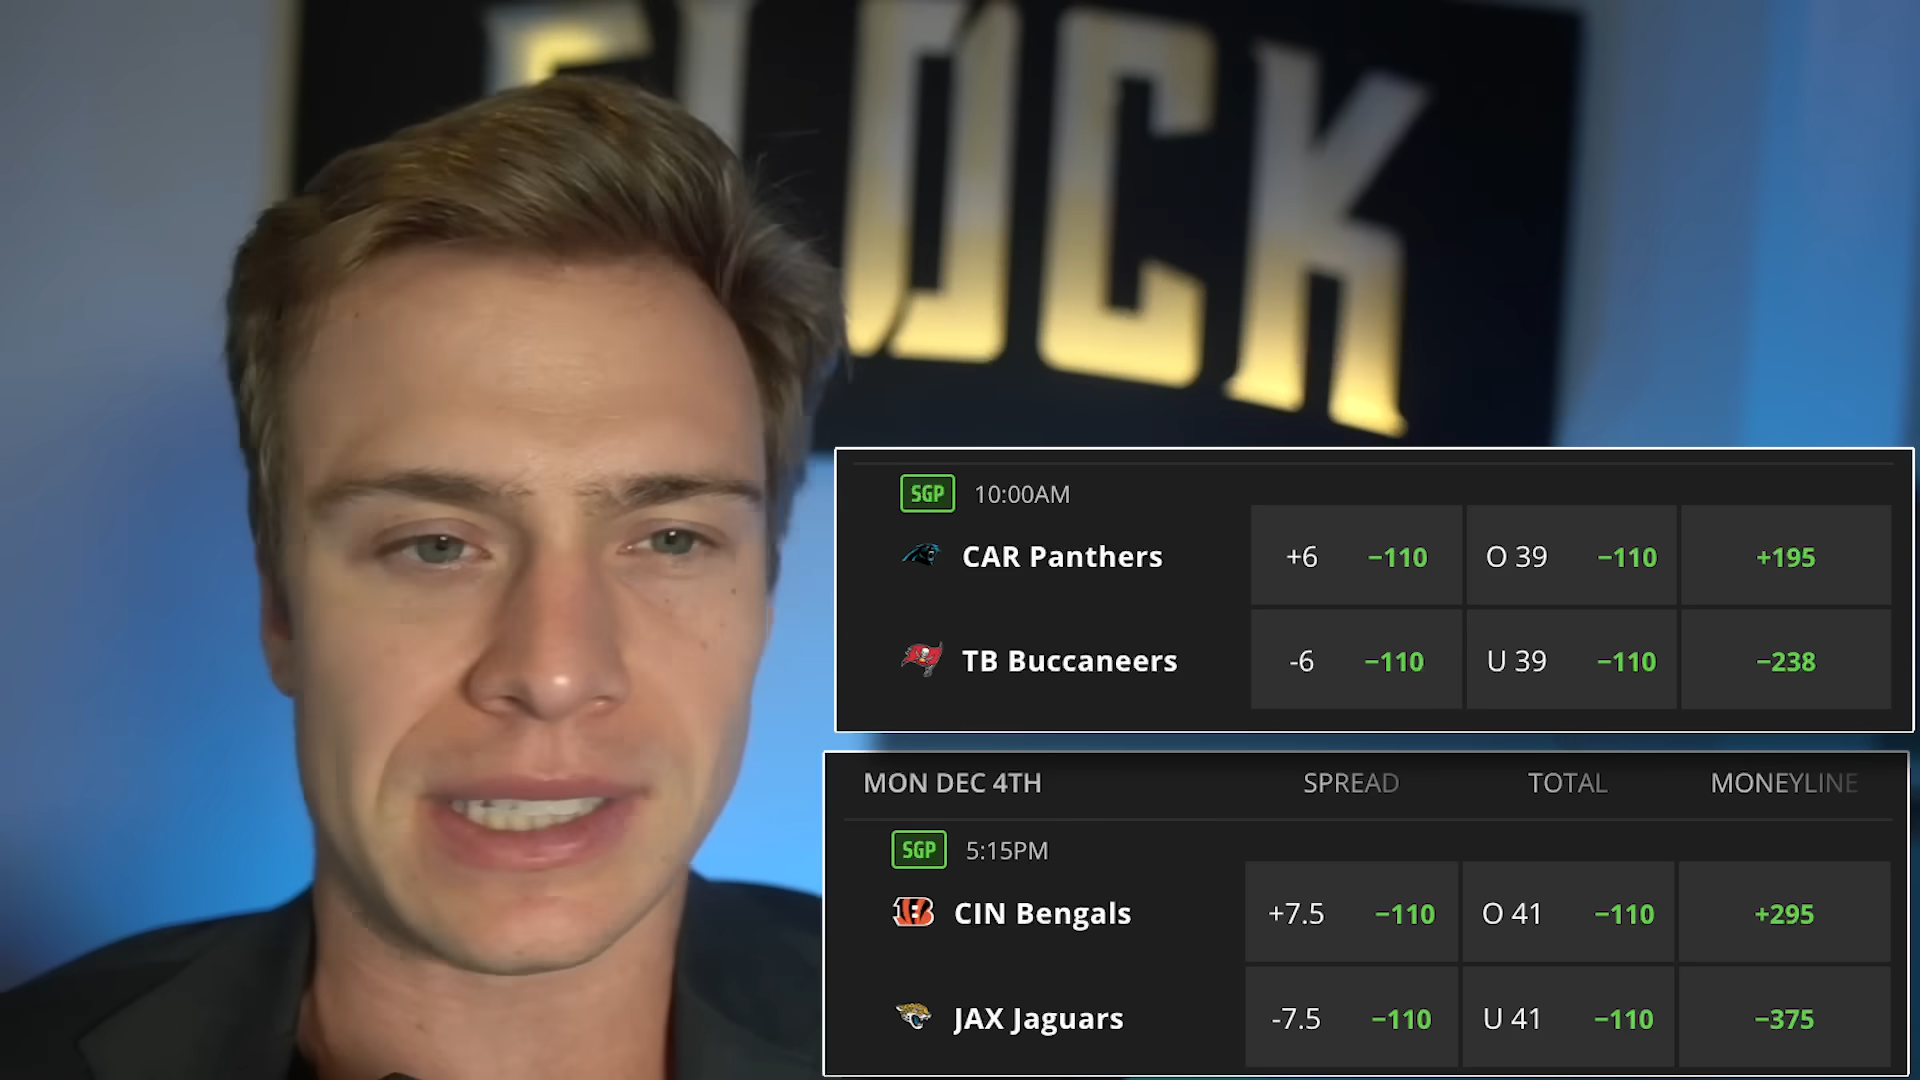 LOCK
SGP 10:00AM
CAR Panthers +6 −110 O 39 −110 +195
TB Buccaneers -6 −110 U 39 −110 −238
MON DEC 4TH SPREAD TOTAL MONEYLINE
SGP 5:15PM
CIN Bengals +7.5 −110 O 41 −110 +295
JAX Jaguars -7.5 −110 U 41 −110 −375